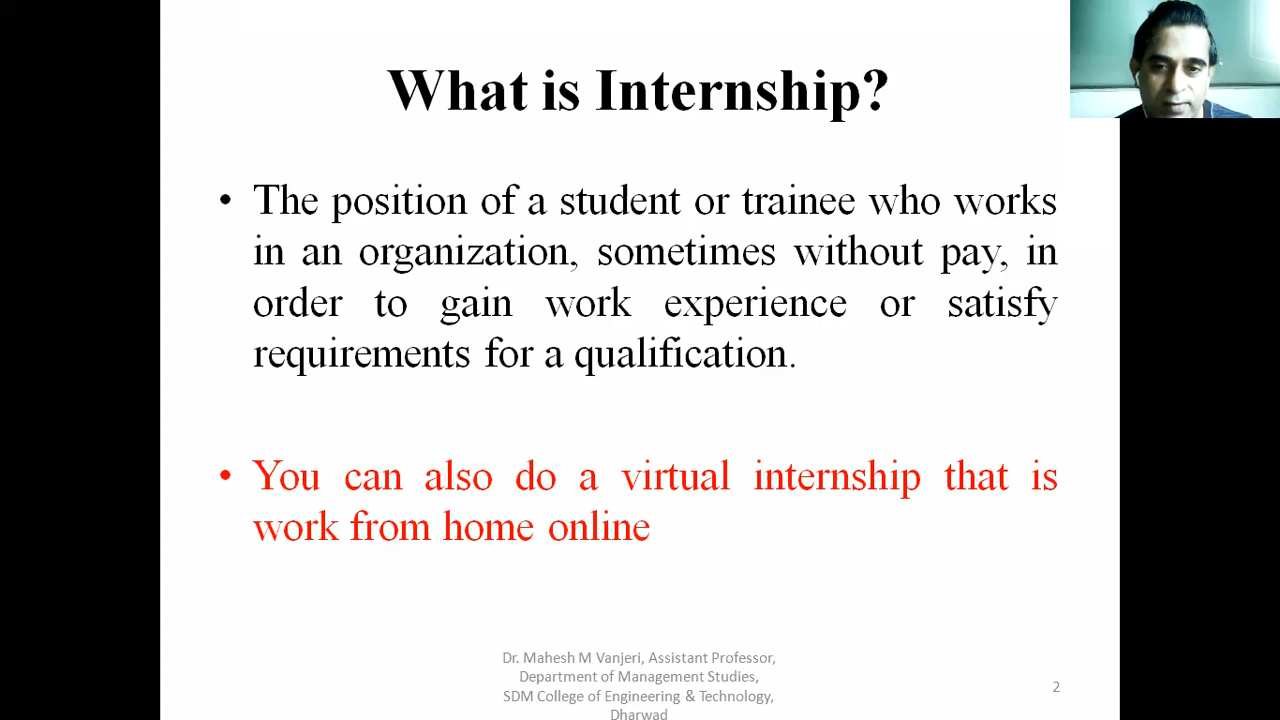 What is Internship?
• The position of a student or trainee who works
in an organization, sometimes without pay, in
order to gain work experience or satisfy
requirements for a qualification.
• You can also do a virtual internship that is
work from home online
Dr. Mahesh M Vanjeri, Assistant Professor,
Department of Management Studies,
SDM College of Engineering & Technology,
Dharwad
2